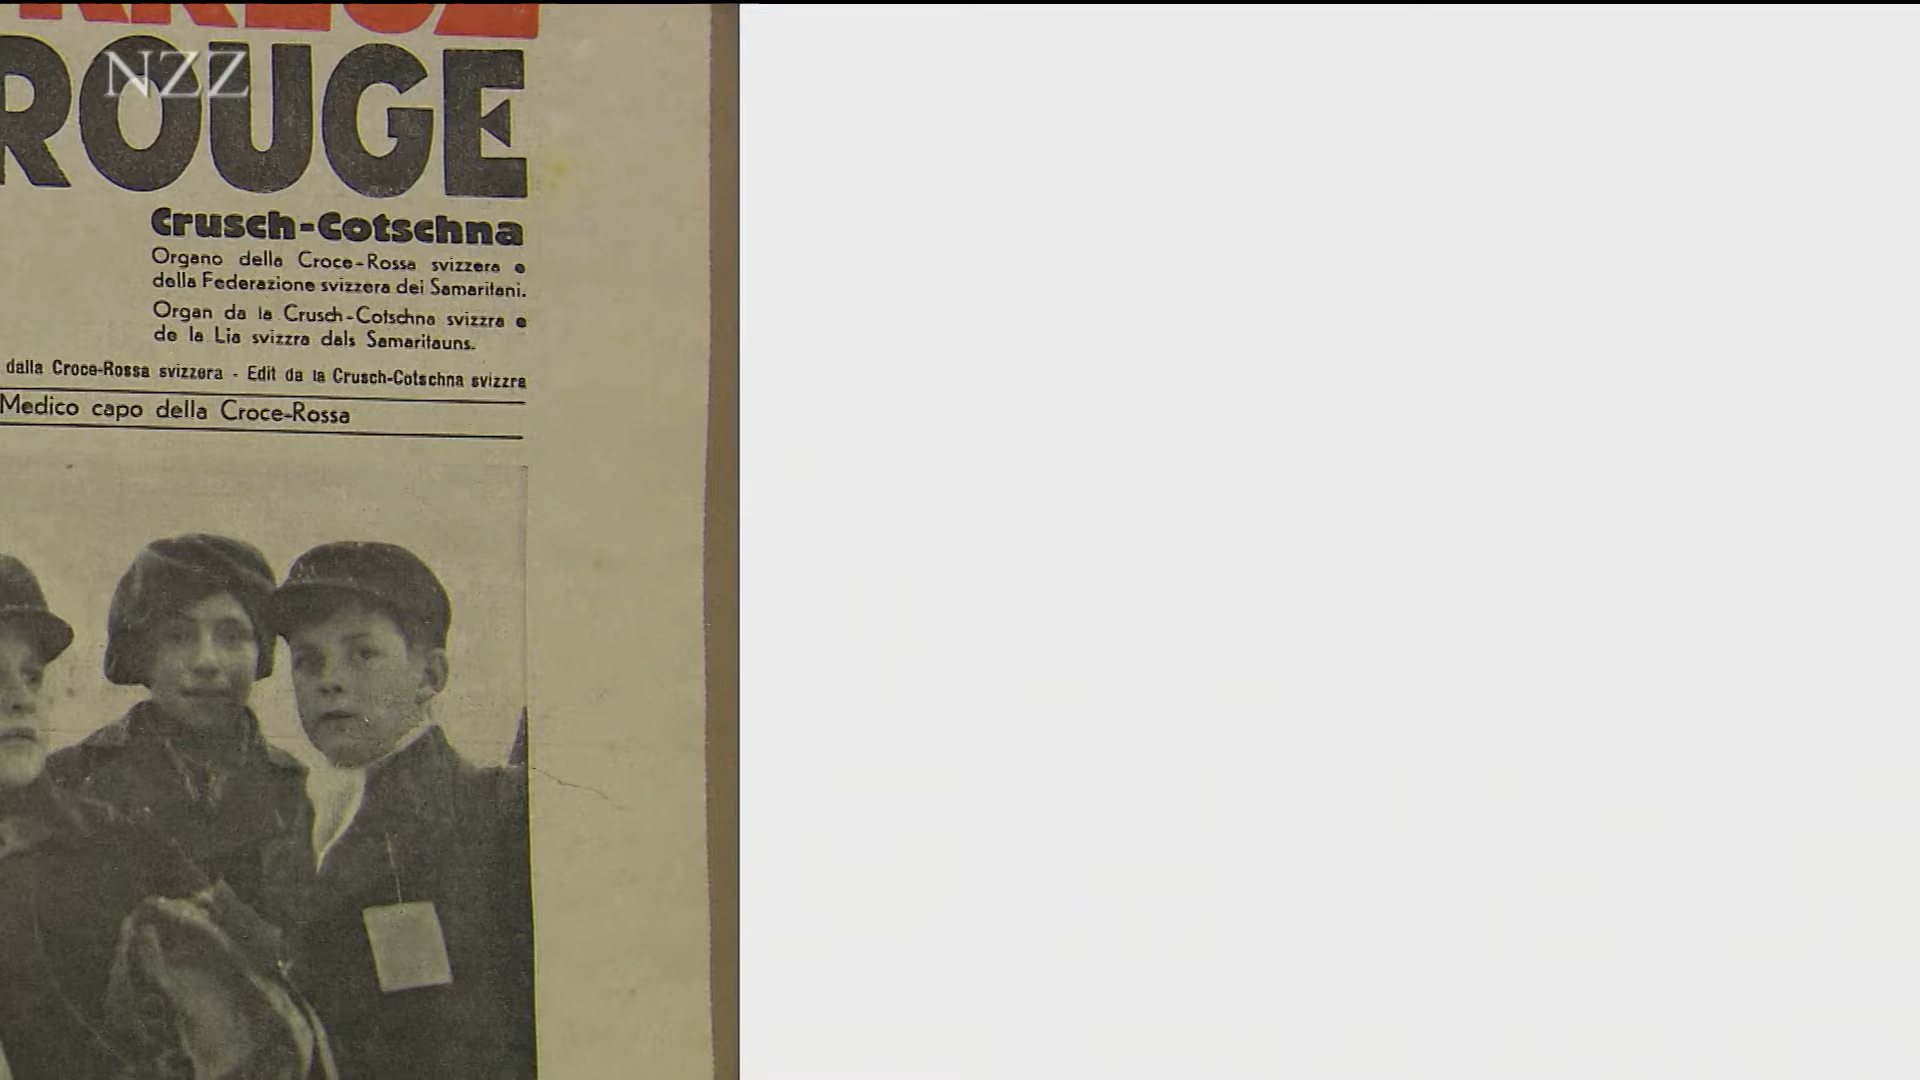 ROUGE
NZZ
Crusch-Cotschna
Organo della Croce-Rossa svizzera e
della Federazione svizzera dei Samaritani.
Organ da la Crusch-Cotschna svizzra e
de la Lia svizzra dals Samaritauns.
dalla Croce-Rossa svizzera - Edit da la Crusch-Cotschna svizzra
Medico capo della Croce-Rossa